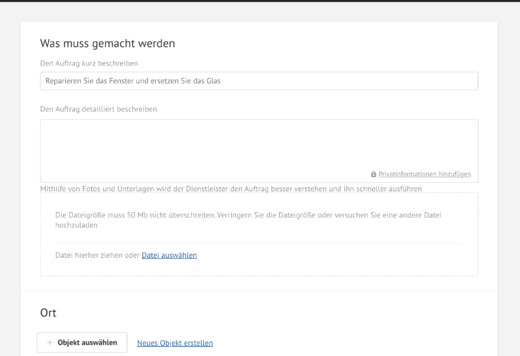 Was muss gemacht werden
Den Auftrag kurz beschreiben
Reparieren Sie das Fenster und ersetzen Sie das Glas
Den Auftrag detailliert beschreiben
Privatinformationen hinzufügen
Mithilfe von Fotos und Unterlagen wird der Dienstleister den Auftrag besser verstehen und ihn schneller ausführen
Die Dateigröße muss 50 Mb nicht überschreiten. Verringern Sie die Dateigröße oder versuchen Sie eine andere Datei
hochzuladen
Datei hierher ziehen oder Datei auswählen
Ort
+ Objekt auswählen Neues Objekt erstellen